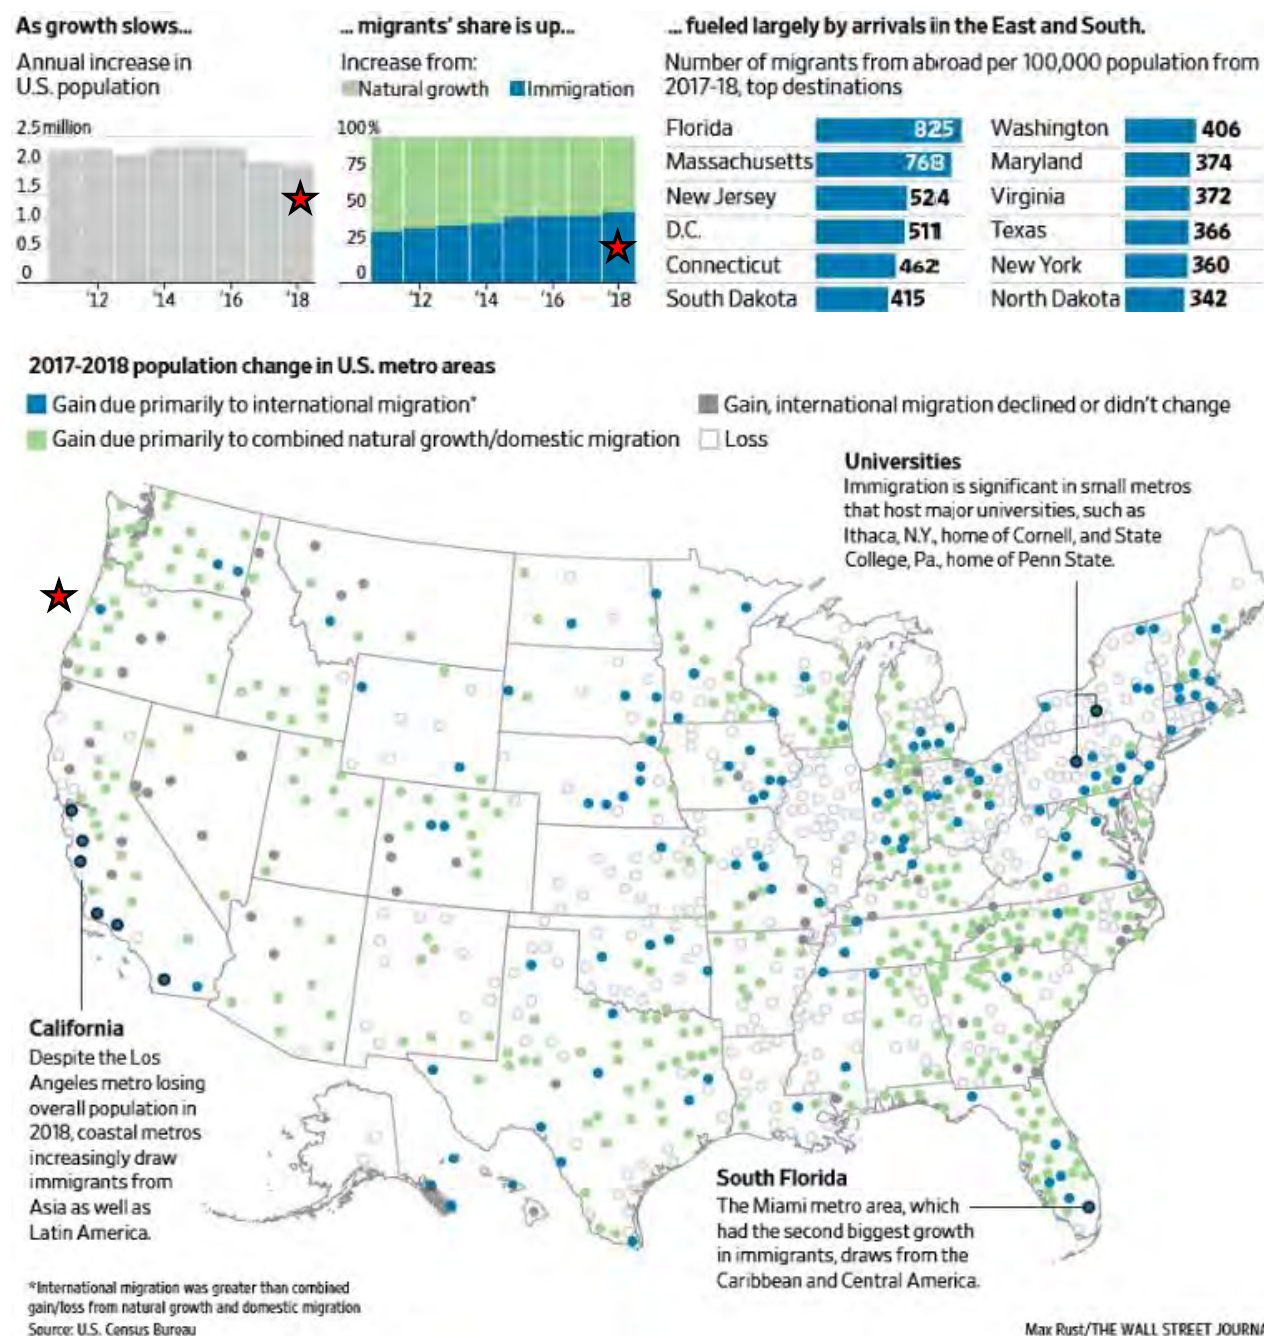 As growth slows...
Annual increase in
U.S. population
2.5 million
2.0
1.5
1.0
0.5
0
'12 '14 '16 '18
... migrants' share is up...
Increase from:
Natural growth Immigration
100%
75
50
25
0
'12 '14 '16 '18
... fueled largely by arrivals iin the East and South.
Number of migrants from abroad per 100,000 population from
2017-18, top destinations
Florida 825
Massachusetts 768
New Jersey 524
D.C. 511
Connecticut 462
South Dakota 415
Washington 406
Maryland 374
Virginia 372
Texas 366
New York 360
North Dakota 342
2017-2018 population change in U.S. metro areas
Gain due primarily to international migration*
Gain, international migration declined or didn't change
Gain due primarily to combined natural growth/domestic migration
Loss
Universities
Immigration is significant in small metros
that host major universities, such as
Ithaca, N.Y., home of Cornell, and State
College, Pa., home of Penn State.
California
Despite the Los
Angeles metro losing
overall population in
2018, coastal metros
increasingly draw
immigrants from
Asia as well as
Latin America.
South Florida
The Miami metro area, which
had the second biggest growth
in immigrants, draws from the
Caribbean and Central America.
*International migration was greater than combined
gain/loss from natural growth and domestic migration
Source: U.S. Census Bureau
Max Rust/THE WALL STREET JOURNA